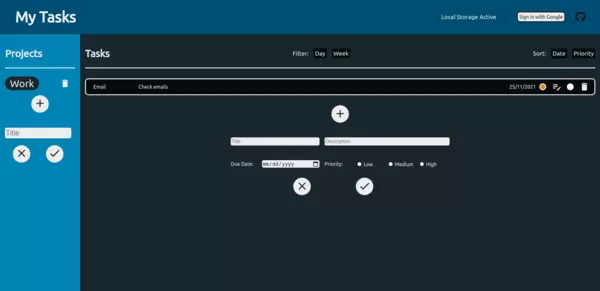 My Tasks
Local Storage Active
Sign in with Google
Projects
Work
Title
Tasks
Filter: Day Week
Sort: Date Priority
Email Check emails 25/11/2021
Title Description
Due Date: mm/dd/yyyy Priority: Low Medium High